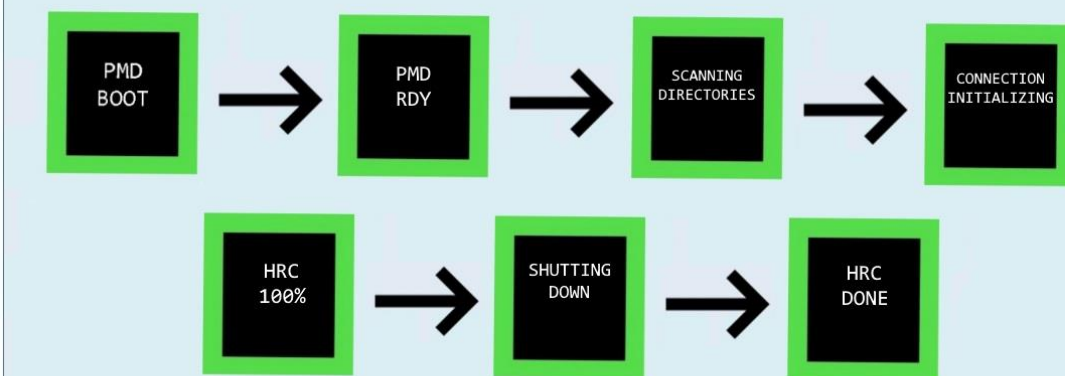 PMD
BOOT
PMD
RDY
SCANNING
DIRECTORIES
CONNECTION
INITIALIZING
HRC
100%
SHUTTING
DOWN
HRC
DONE